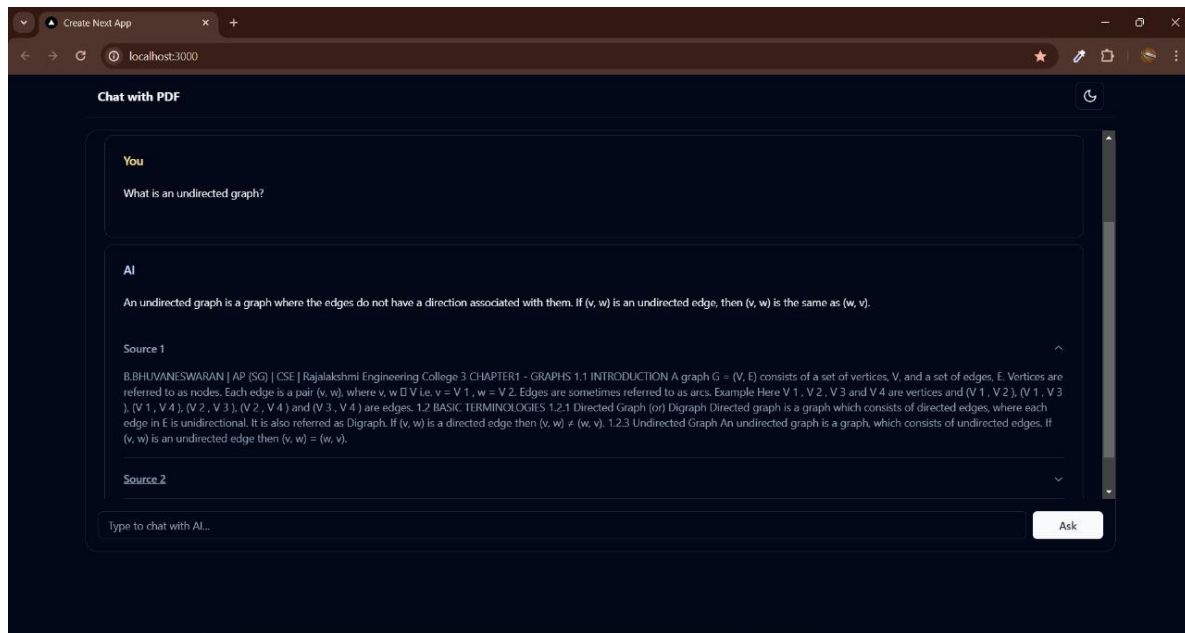 Create Next App
localhost:3000
Chat with PDF
You
What is an undirected graph?
AI
An undirected graph is a graph where the edges do not have a direction associated with them. If (v, w) is an undirected edge, then (v, w) is the same as (w, v).
Source 1
B.BHUVANESWARAN | AP (SG) | CSE | Rajalakshmi Engineering College 3 CHAPTER1 - GRAPHS 1.1 INTRODUCTION A graph G = (V, E) consists of a set of vertices, V, and a set of edges, E. Vertices are
referred to as nodes. Each edge is a pair (v, w), where v, w ▯ V i.e. v = V 1 , w = V 2. Edges are sometimes referred to as arcs. Example Here V 1 , V 2 , V 3 and V 4 are vertices and (V 1 , V 2 ), (V 1 , V 3
), (V 1 , V 4 ), (V 2 , V 3 ), (V 2 , V 4 ) and (V 3 , V 4 ) are edges. 1.2 BASIC TERMINOLOGIES 1.2.1 Directed Graph (or) Digraph Directed graph is a graph which consists of directed edges, where each
edge in E is unidirectional. It is also referred as Digraph. If (v, w) is a directed edge then (v, w) ≠ (w, v). 1.2.3 Undirected Graph An undirected graph is a graph, which consists of undirected edges. If
(v, w) is an undirected edge then (v, w) = (w, v).
Source 2
Type to chat with AI...
Ask